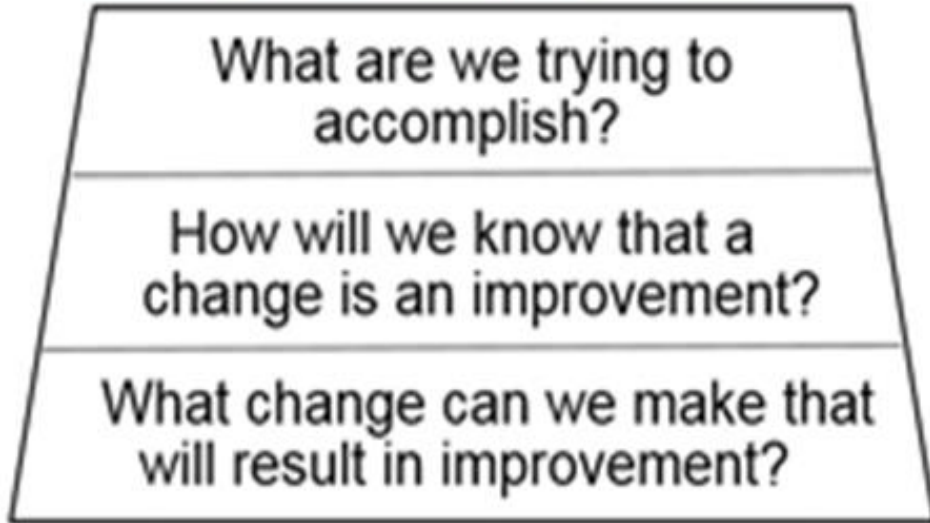 What are we trying to
accomplish?
How will we know that a
change is an improvement?
What change can we make that
will result in improvement?